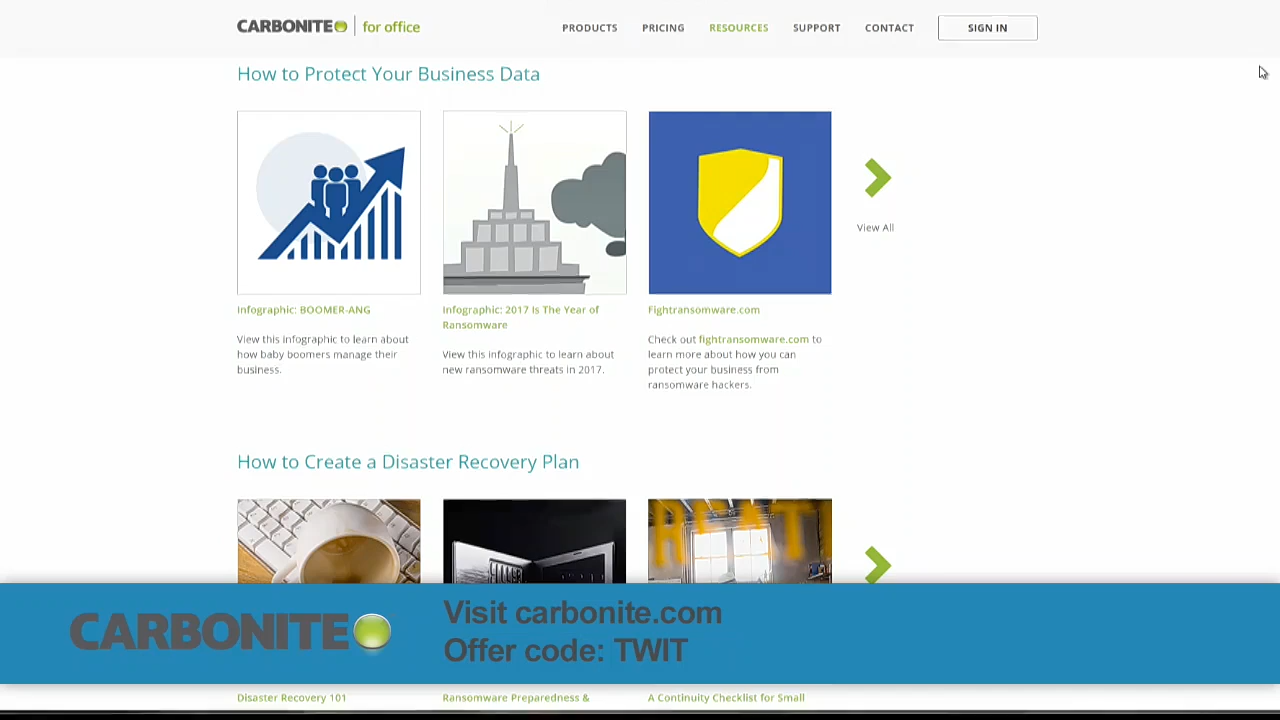 CARBONITE for office
PRODUCTS
PRICING
RESOURCES
SUPPORT
CONTACT
SIGN IN
How to Protect Your Business Data
View All
Infographic: BOOMER-ANG
View this infographic to learn about
how baby boomers manage their
business.
Infographic: 2017 Is The Year of
Ransomware
View this infographic to learn about
new ransomware threats in 2017.
Fightransomware.com
Check out fightransomware.com to
learn more about how you can
protect your business from
ransomware hackers.
How to Create a Disaster Recovery Plan
CARBONITE
Visit carbonite.com
Offer code: TWIT
Disaster Recovery 101
Ransomware Preparedness &
A Continuity Checklist for Small